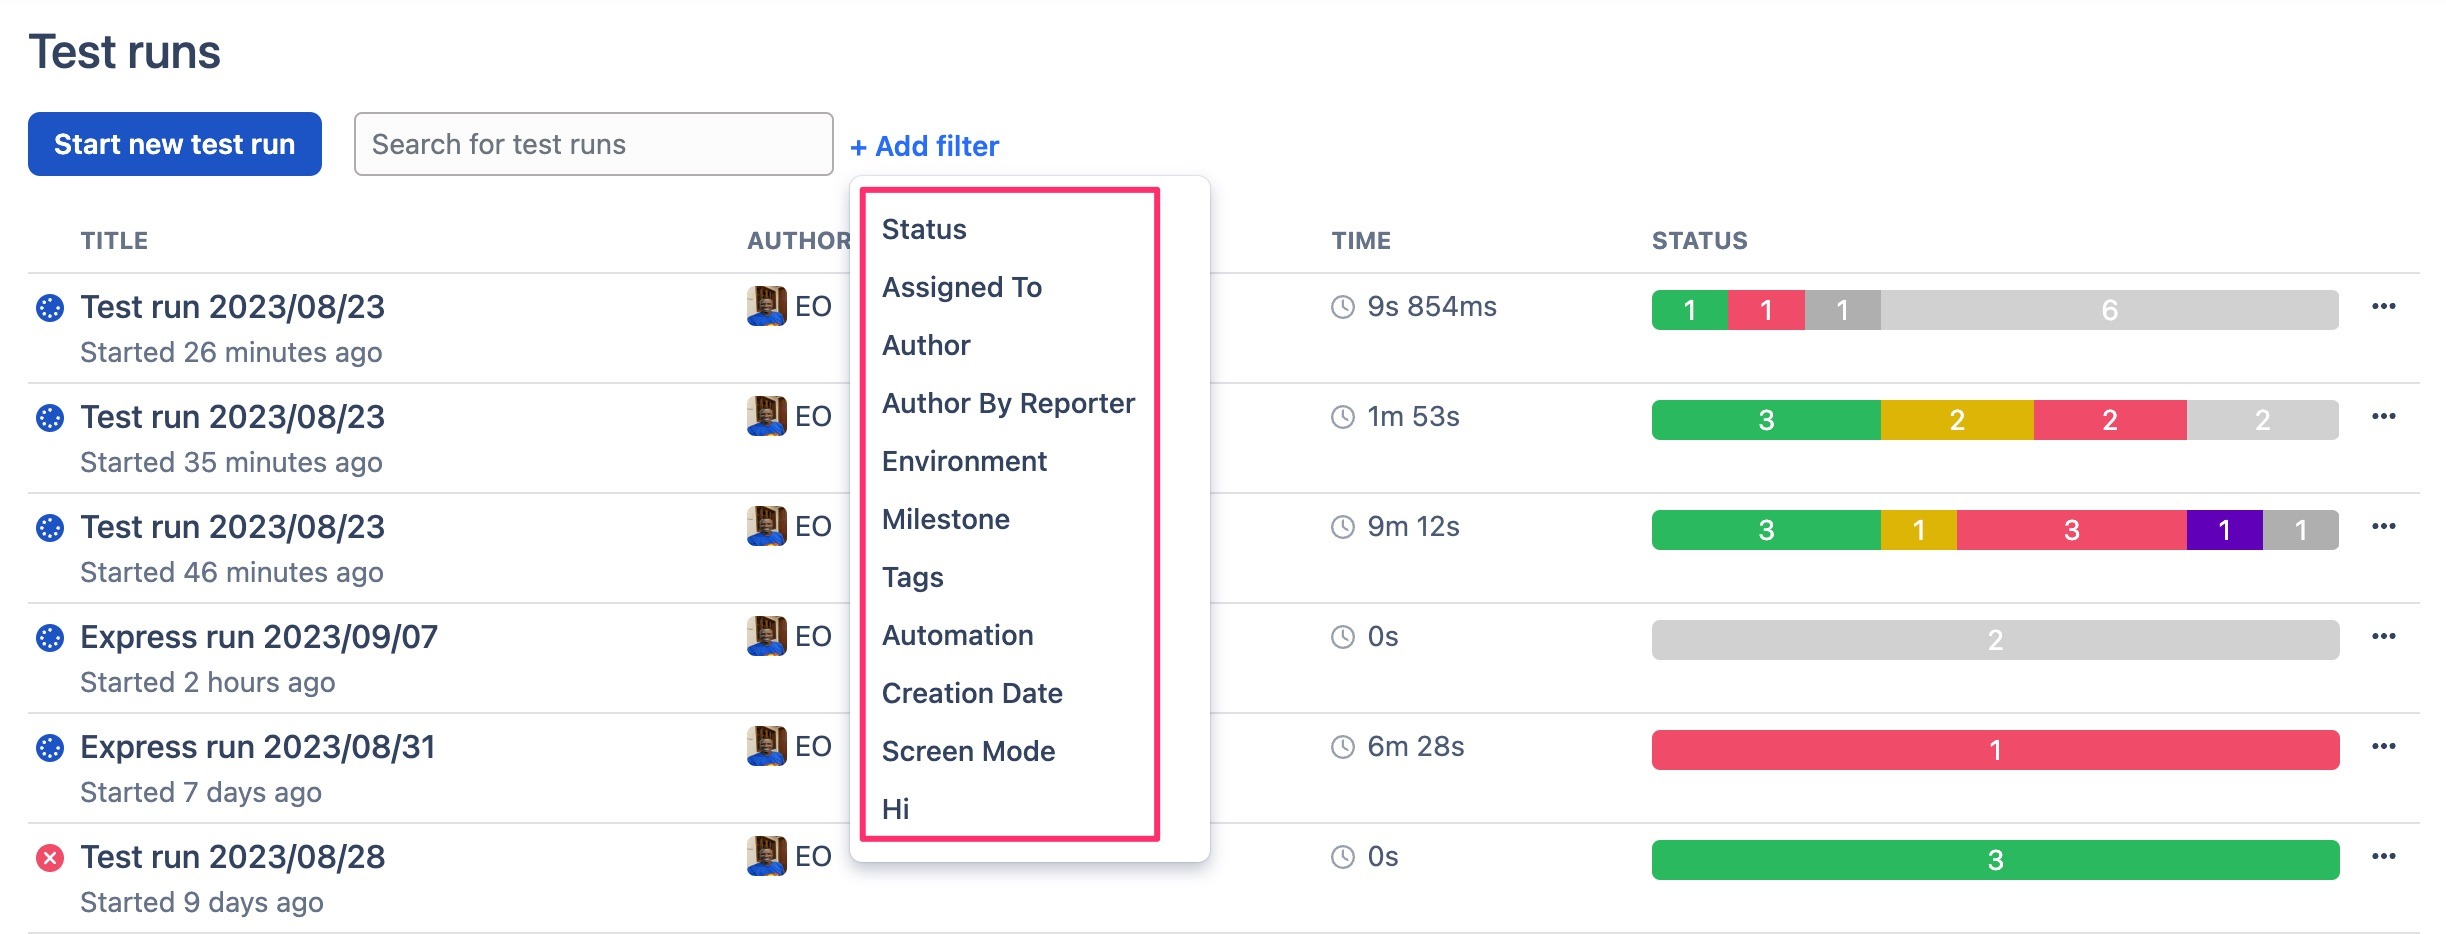 Test runs
Start new test run
Search for test runs
+ Add filter
Status
Assigned To
Author
Author By Reporter
Environment
Milestone
Tags
Automation
Creation Date
Screen Mode
Hi
TITLE AUTHOR TIME STATUS
Test run 2023/08/23 EO 9s 854ms 1 1 1 6 •••
Started 26 minutes ago
Test run 2023/08/23 EO 1m 53s 3 2 2 2 •••
Started 35 minutes ago
Test run 2023/08/23 EO 9m 12s 3 1 3 1 1 •••
Started 46 minutes ago
Express run 2023/09/07 EO 0s 2 •••
Started 2 hours ago
Express run 2023/08/31 EO 6m 28s 1 •••
Started 7 days ago
Test run 2023/08/28 EO 0s 3 •••
Started 9 days ago